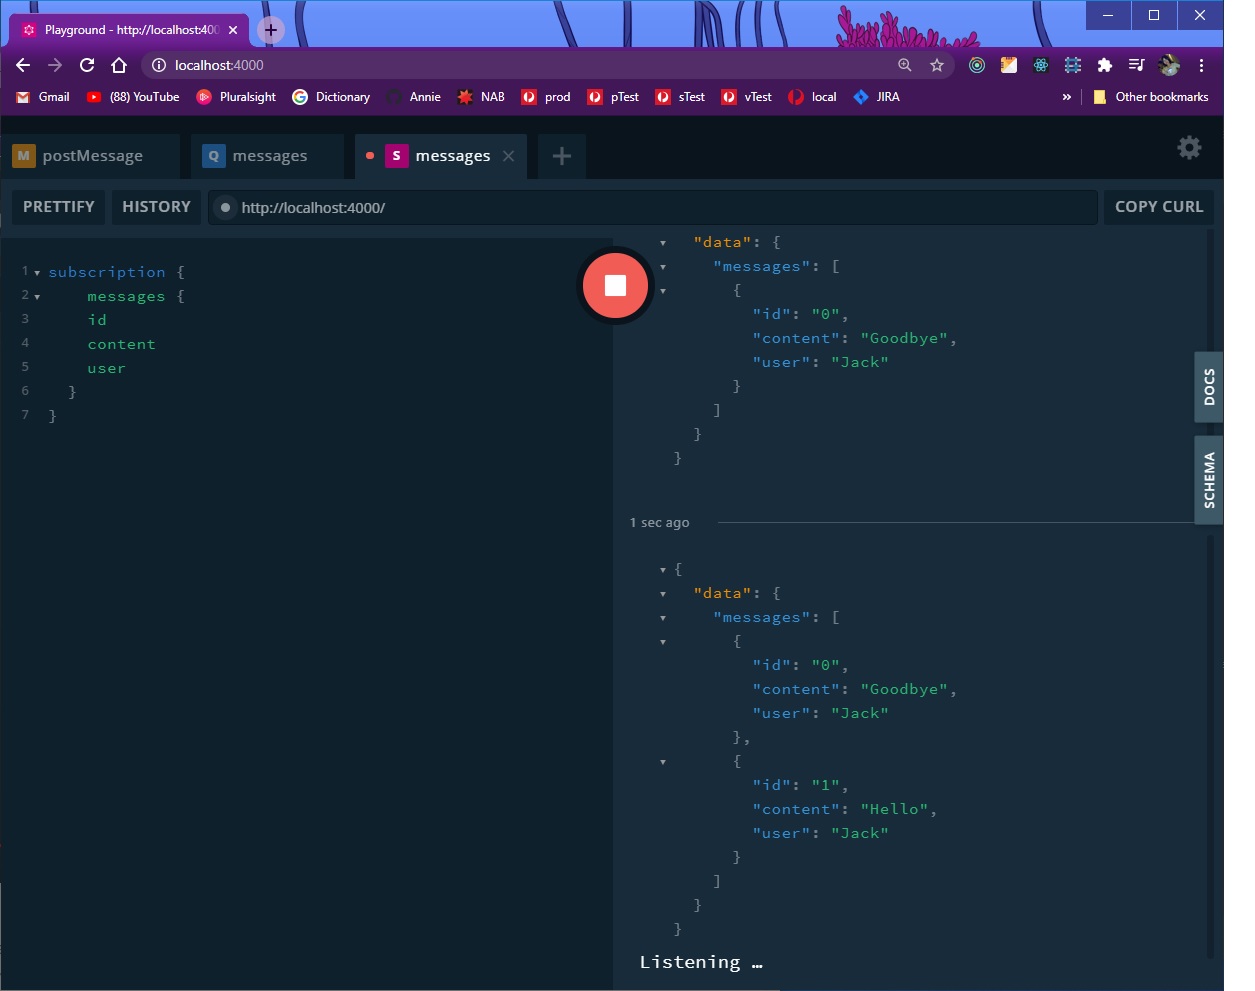 Playground - http://localhost:400
localhost:4000
Gmail (88) YouTube Pluralsight Dictionary Annie NAB prod pTest sTest vTest local JIRA » Other bookmarks
M postMessage Q messages S messages
PRETTIFY HISTORY http://localhost:4000/ COPY CURL
1 subscription {
2 messages {
3 id
4 content
5 user
6 }
7 }
"data": {
"messages": [
{
"id": "0",
"content": "Goodbye",
"user": "Jack"
}
]
}
}
1 sec ago
{
"data": {
"messages": [
{
"id": "0",
"content": "Goodbye",
"user": "Jack"
},
{
"id": "1",
"content": "Hello",
"user": "Jack"
}
]
}
}
Listening …
DOCS
SCHEMA